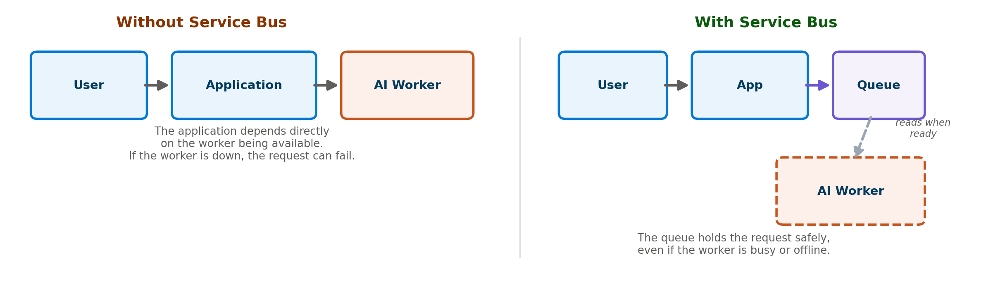 Without Service Bus
User
Application
AI Worker
The application depends directly
on the worker being available.
If the worker is down, the request can fail.
With Service Bus
User
App
Queue
reads when
ready
AI Worker
The queue holds the request safely,
even if the worker is busy or offline.